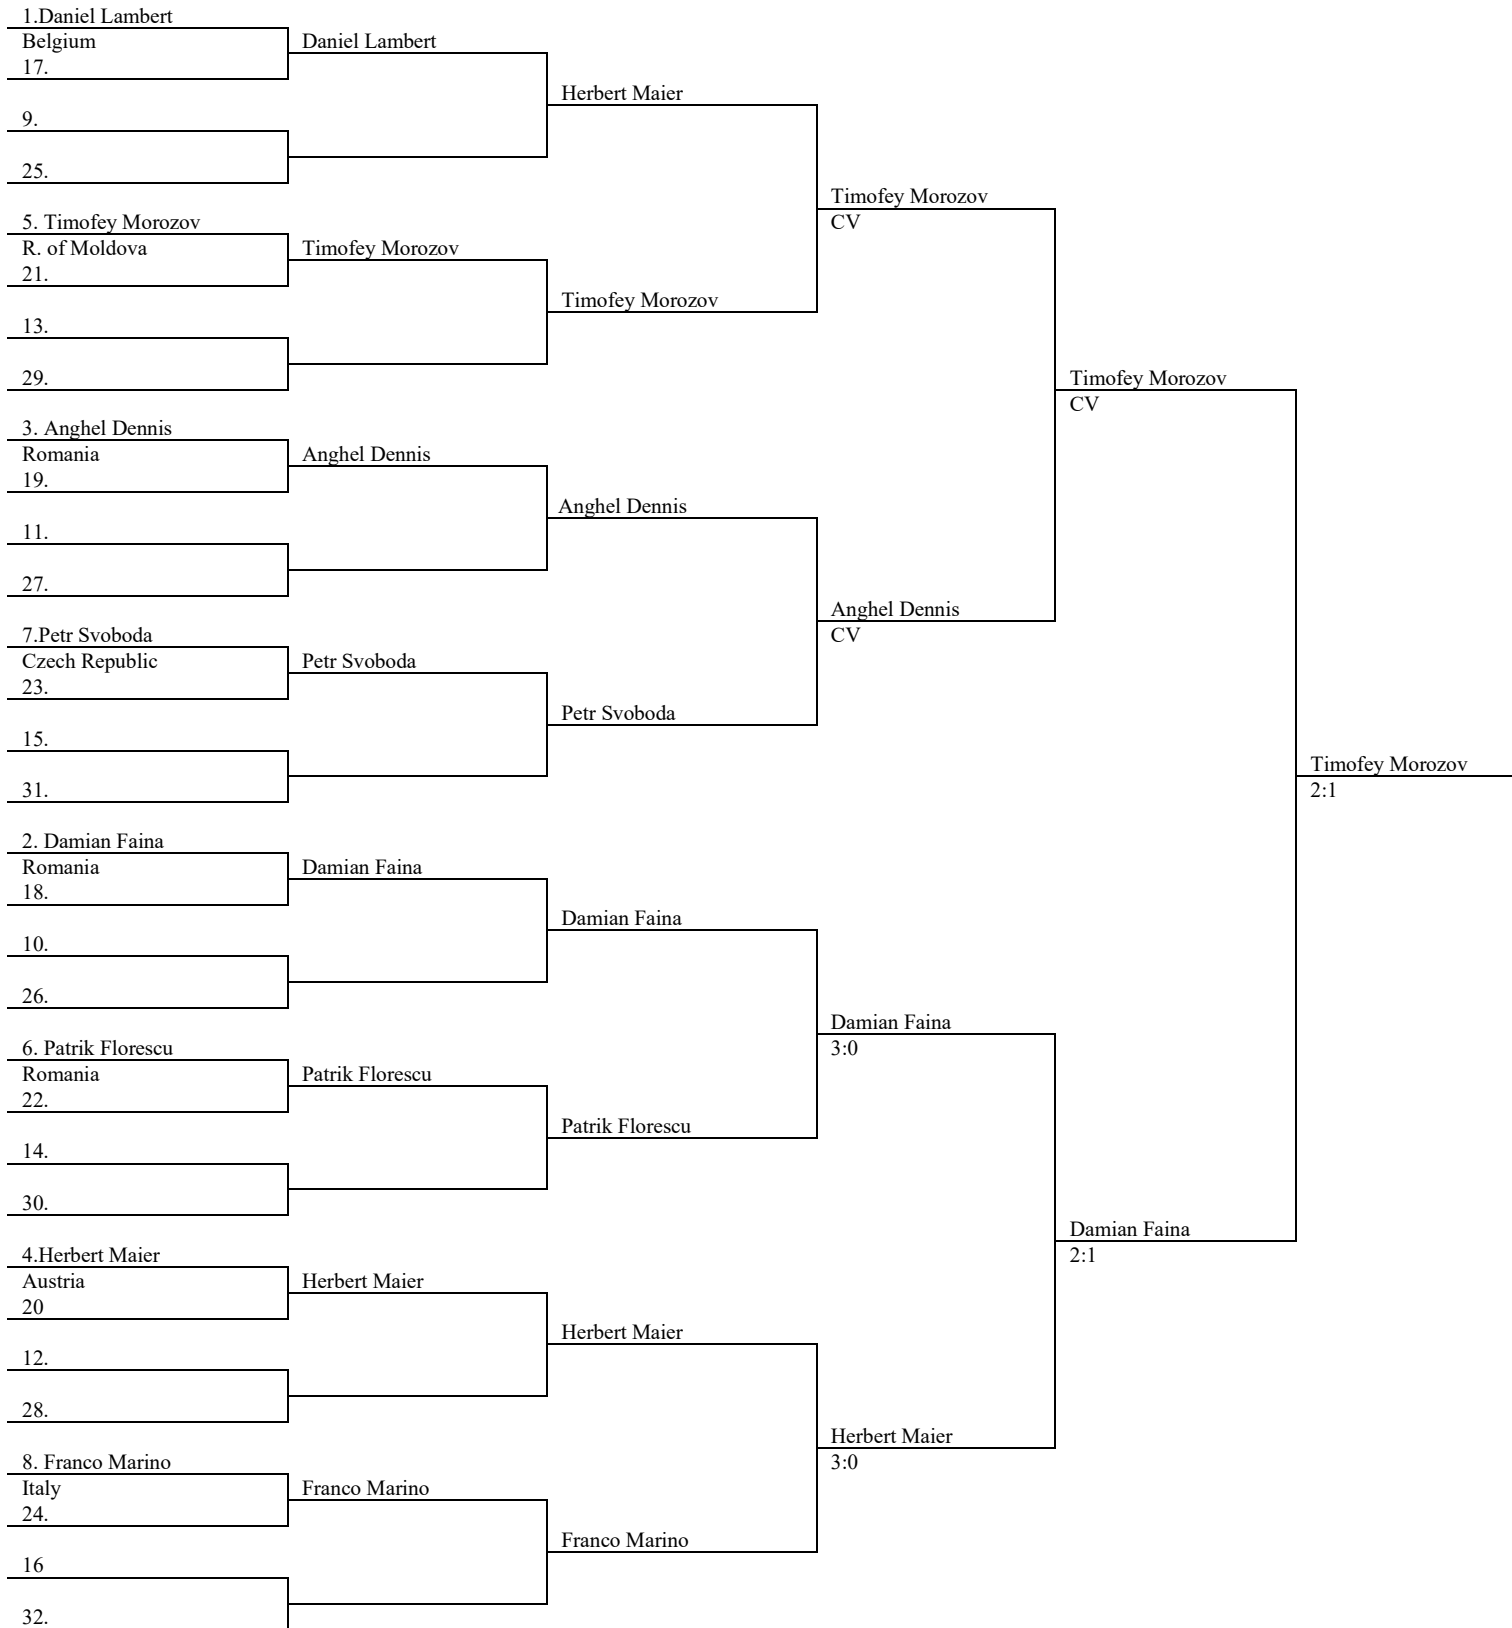 1.Daniel Lambert
Belgium
17.
9.
25.
5. Timofey Morozov
R. of Moldova
21.
13.
29.
3. Anghel Dennis
Romania
19.
11.
27.
7.Petr Svoboda
Czech Republic
23.
15.
31.
2. Damian Faina
Romania
18.
10.
26.
6. Patrik Florescu
Romania
22.
14.
30.
4.Herbert Maier
Austria
20
12.
28.
8. Franco Marino
Italy
24.
16
32.
Daniel Lambert
Timofey Morozov
Anghel Dennis
Petr Svoboda
Damian Faina
Patrik Florescu
Herbert Maier
Franco Marino
Herbert Maier
Timofey Morozov
Anghel Dennis
Petr Svoboda
Damian Faina
Patrik Florescu
Herbert Maier
Franco Marino
Timofey Morozov
CV
Anghel Dennis
CV
Damian Faina
3:0
Herbert Maier
3:0
Timofey Morozov
CV
Damian Faina
2:1
Timofey Morozov
2:1